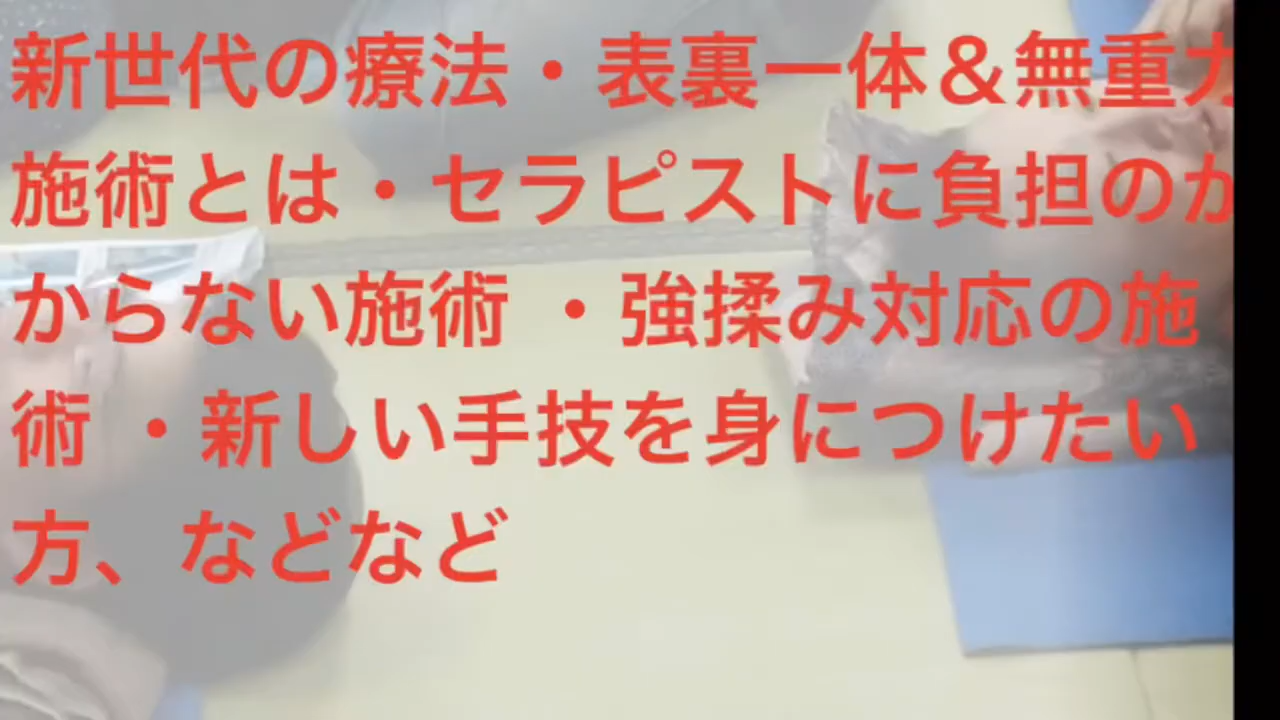 新世代の療法・表裏一体＆無重力
施術とは・セラピストに負担のか
からない施術 ・強揉み対応の施
術 ・新しい手技を身につけたい
方、などなど